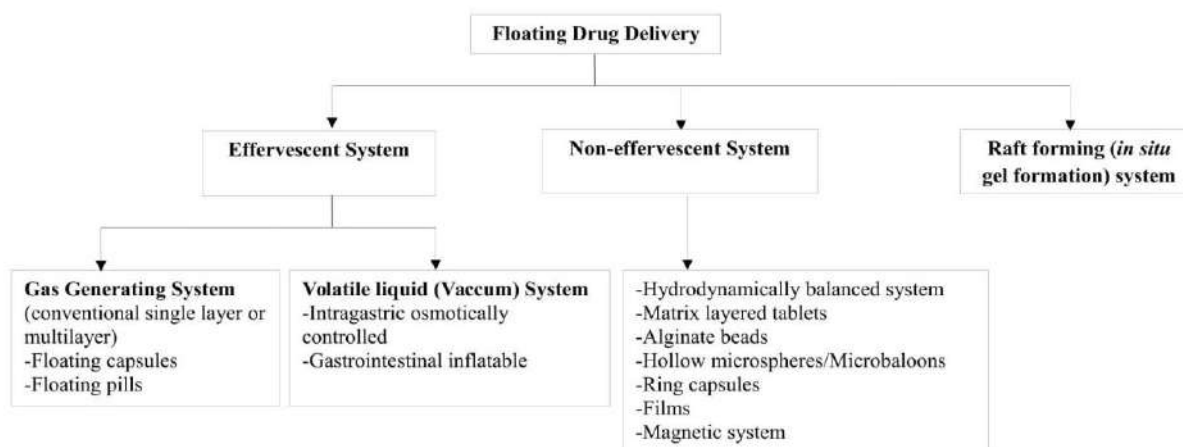 Floating Drug Delivery
Effervescent System
Non-effervescent System
Raft forming (in situ
gel formation) system
Gas Generating System
(conventional single layer or
multilayer)
-Floating capsules
-Floating pills
Volatile liquid (Vaccum) System
-Intragastric osmotically
controlled
-Gastrointestinal inflatable
-Hydrodynamically balanced system
-Matrix layered tablets
-Alginate beads
-Hollow microspheres/Microbaloons
-Ring capsules
-Films
-Magnetic system